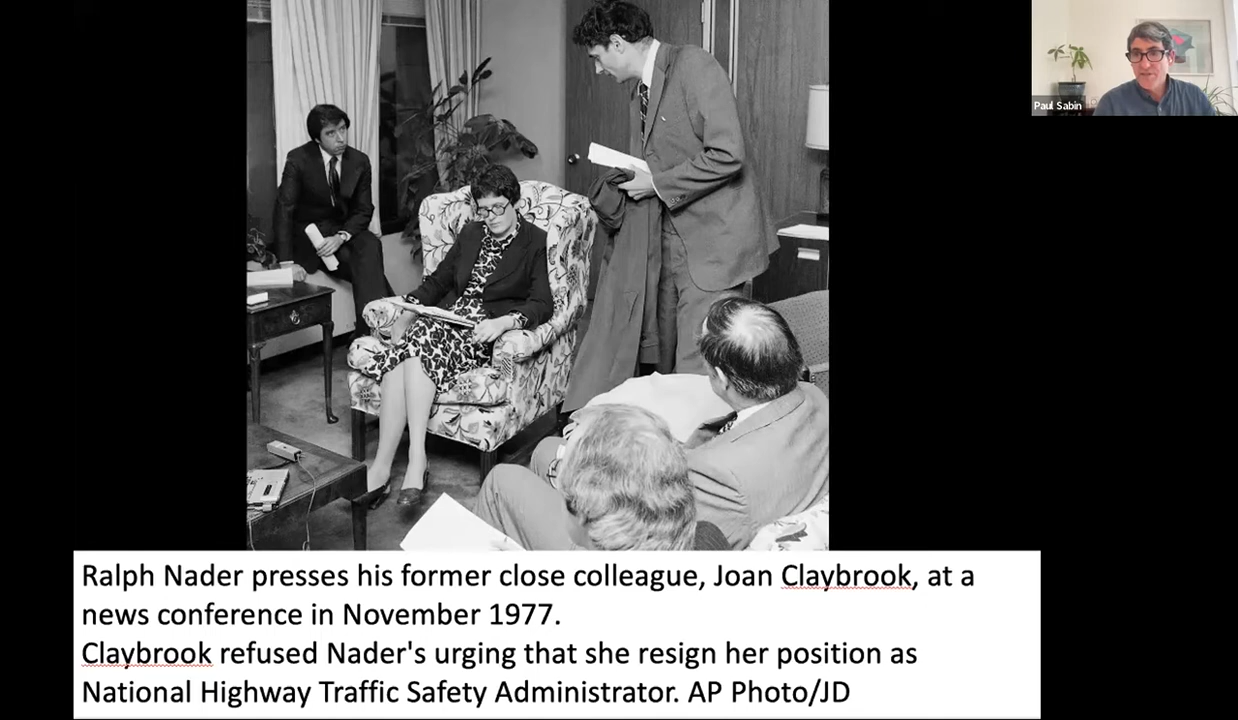 Paul Sabin
Ralph Nader presses his former close colleague, Joan Claybrook, at a
news conference in November 1977.
Claybrook refused Nader's urging that she resign her position as
National Highway Traffic Safety Administrator. AP Photo/JD